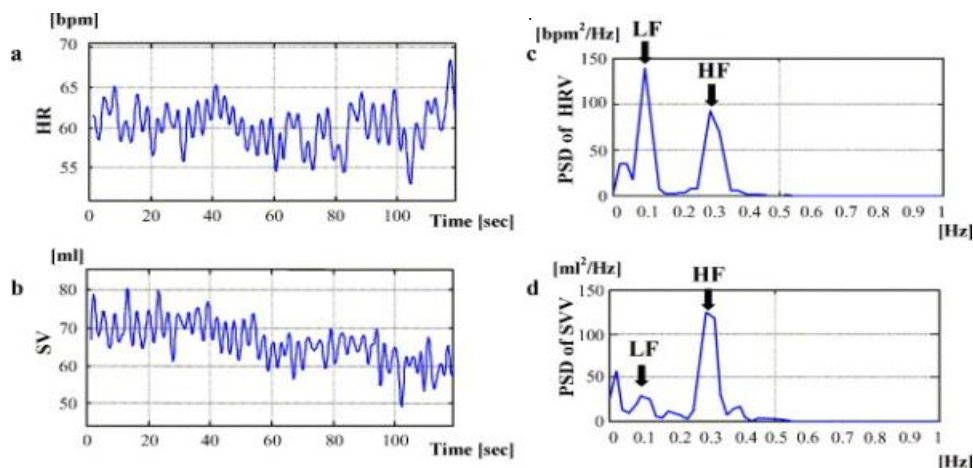 a
[bpm]
HR
70
65
60
55
0 20 40 60 80 100
Time [sec]
b
[ml]
SV
80
70
60
50
0 20 40 60 80 100
Time [sec]
c
[bpm²/Hz]
LF
HF
PSD of HRV
150
100
50
0
0 0.1 0.2 0.3 0.4 0.5 0.6 0.7 0.8 0.9 1
[Hz]
d
[ml²/Hz]
HF
LF
PSD of SVV
150
100
50
0
0 0.1 0.2 0.3 0.4 0.5 0.6 0.7 0.8 0.9 1
[Hz]